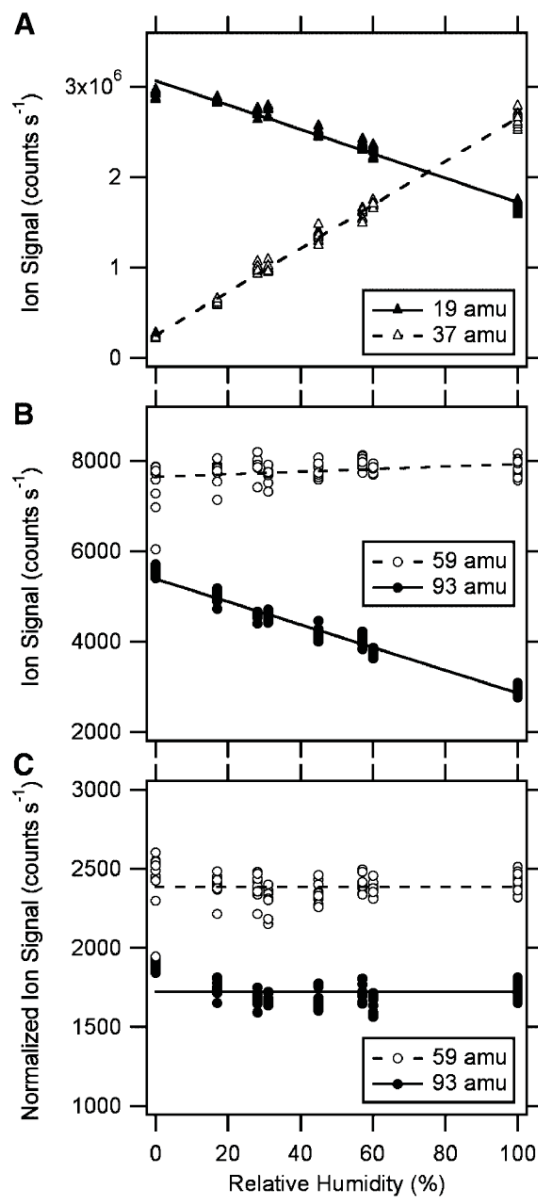 A
Ion Signal (counts s⁻¹)
3x10⁶
2
1
0
19 amu
37 amu
B
Ion Signal (counts s⁻¹)
8000
6000
4000
2000
59 amu
93 amu
C
Normalized Ion Signal (counts s⁻¹)
3000
2500
2000
1500
1000
59 amu
93 amu
0 20 40 60 80 100
Relative Humidity (%)